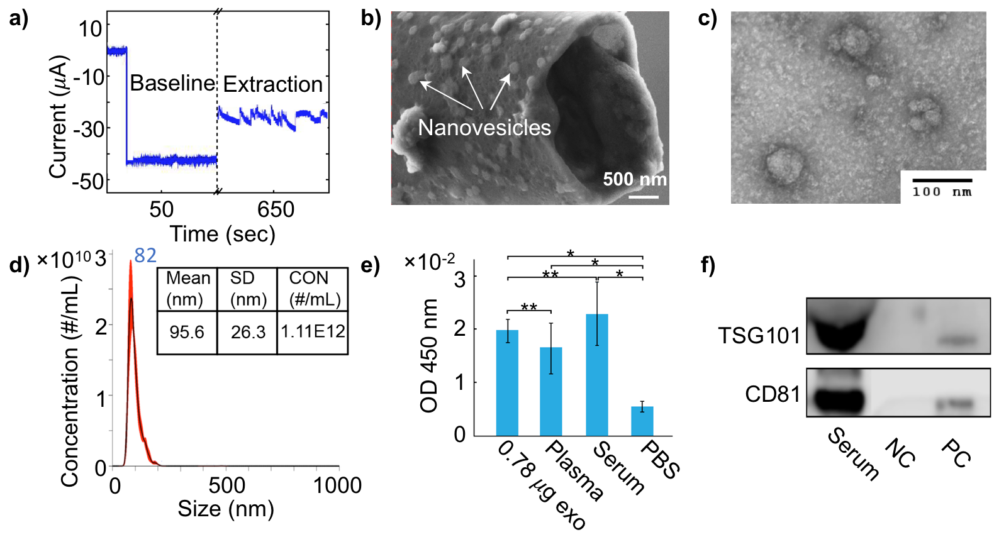 a)
10
-10
-30
-50
Current (μA)
Baseline
Extraction
50
650
Time (sec)
b)
Nanovesicles
500 nm
c)
100 nm
d)
×10¹⁰
3
2
1
0
82
Concentration (#/mL)
Mean (nm)
SD (nm)
CON (#/mL)
95.6
26.3
1.11E12
0
500
1000
Size (nm)
e)
×10⁻²
3
2
1
0
OD 450 nm
*
*
**
*
**
0.78 μg exo
Plasma
Serum
PBS
f)
TSG101
CD81
Serum
NC
PC